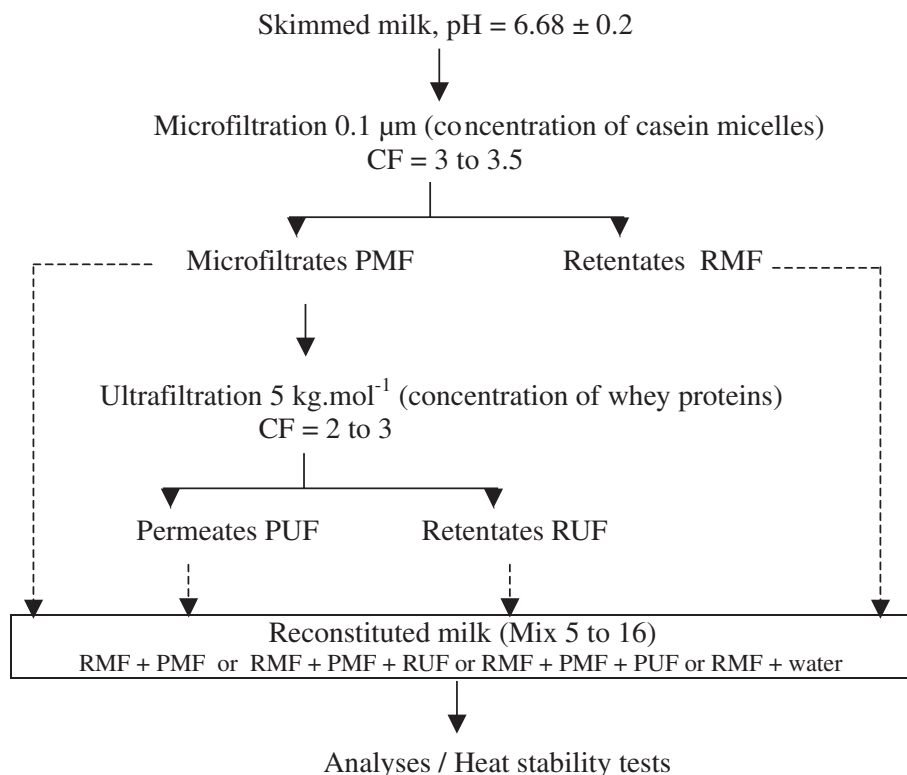 Skimmed milk, pH = 6.68 ± 0.2
Microfiltration 0.1 µm (concentration of casein micelles)
CF = 3 to 3.5
Microfiltrates PMF
Retentates RMF
Ultrafiltration 5 kg.mol⁻¹ (concentration of whey proteins)
CF = 2 to 3
Permeates PUF
Retentates RUF
Reconstituted milk (Mix 5 to 16)
RMF + PMF or RMF + PMF + RUF or RMF + PMF + PUF or RMF + water
Analyses / Heat stability tests